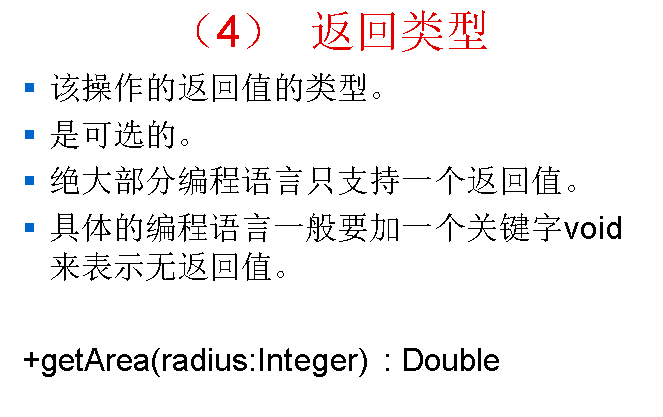 （4） 返回类型
▪ 该操作的返回值的类型。
▪ 是可选的。
▪ 绝大部分编程语言只支持一个返回值。
▪ 具体的编程语言一般要加一个关键字void
来表示无返回值。
+getArea(radius:Integer) : Double